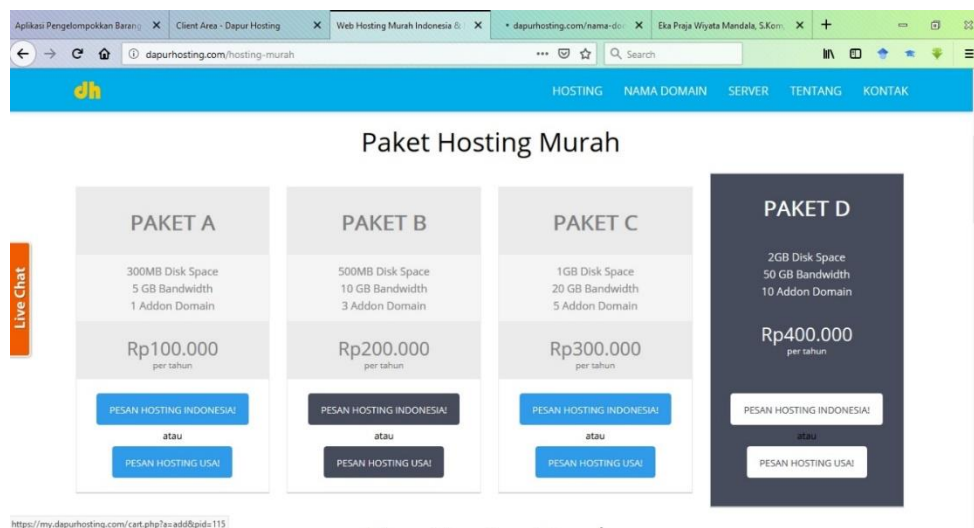 Aplikasi Pengelompokkan Barang
Client Area - Dapur Hosting
Web Hosting Murah Indonesia &
dapurhosting.com/nama-do
Eka Praja Wiyata Mandala, S.Kom
dapurhosting.com/hosting-murah
Search
dh
HOSTING NAMA DOMAIN SERVER TENTANG KONTAK
Paket Hosting Murah
PAKET A
300MB Disk Space
5 GB Bandwidth
1 Addon Domain
Rp100.000
per tahun
PESAN HOSTING INDONESIA!
atau
PESAN HOSTING USA!
PAKET B
500MB Disk Space
10 GB Bandwidth
3 Addon Domain
Rp200.000
per tahun
PESAN HOSTING INDONESIA!
atau
PESAN HOSTING USA!
PAKET C
1GB Disk Space
20 GB Bandwidth
5 Addon Domain
Rp300.000
per tahun
PESAN HOSTING INDONESIA!
atau
PESAN HOSTING USA!
PAKET D
2GB Disk Space
50 GB Bandwidth
10 Addon Domain
Rp400.000
per tahun
PESAN HOSTING INDONESIA!
atau
PESAN HOSTING USA!
Live Chat
https://my.dapurhosting.com/cart.php?a=add&pid=115